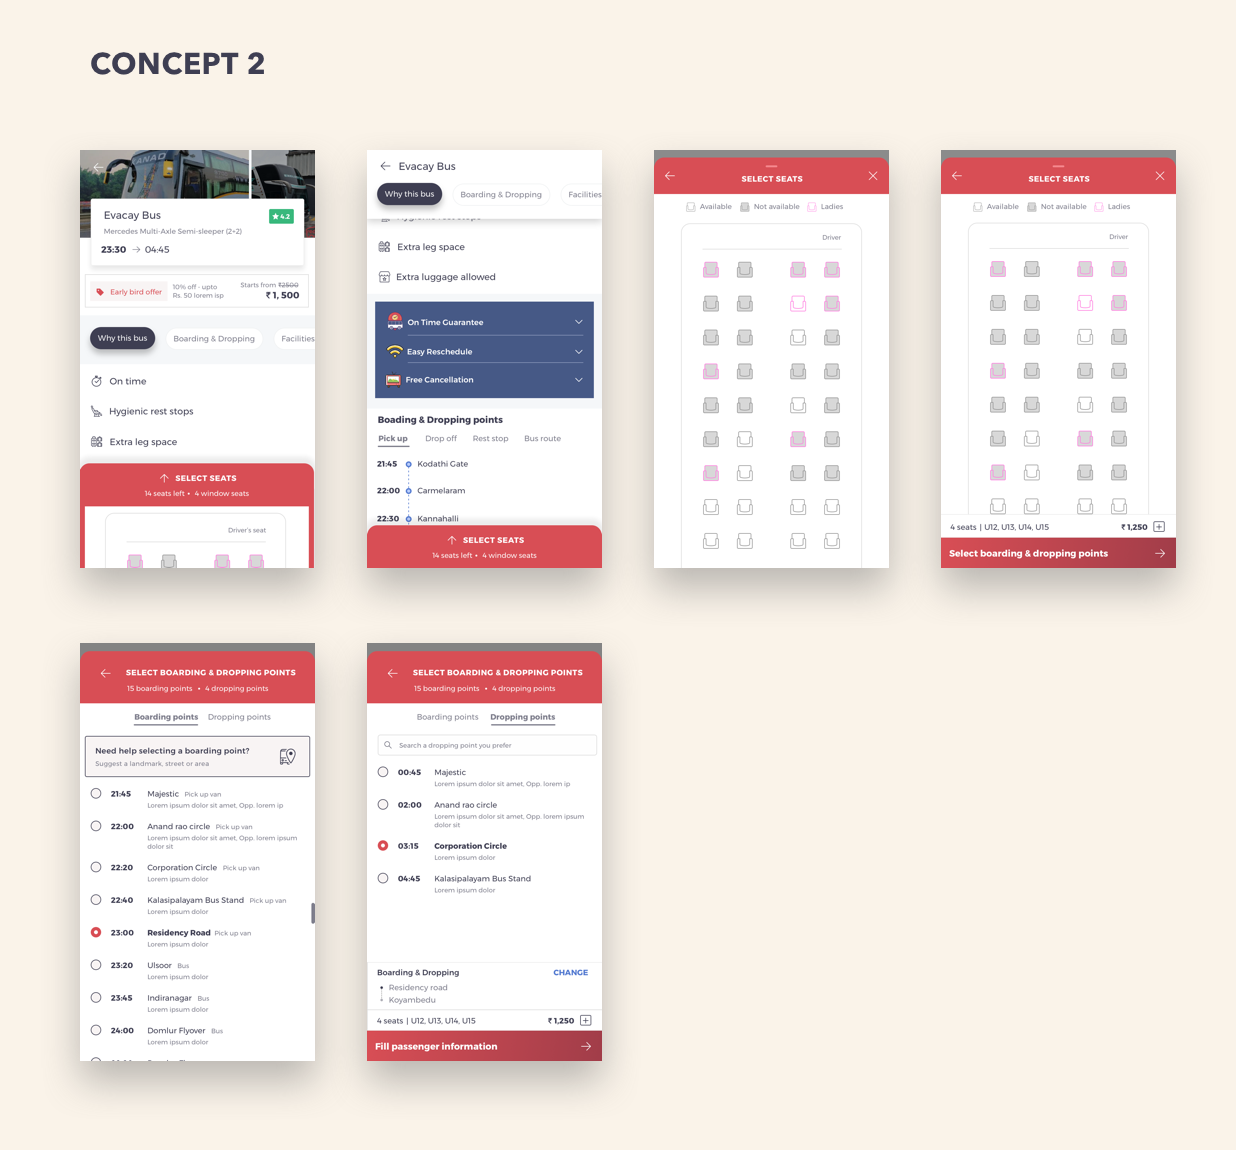 CONCEPT 2
KANAD
Evacay Bus
4.2
Mercedes Multi-Axle Semi-sleeper (2+2)
23:30 → 04:45
Early bird offer
10% off - upto
Rs. 50 lorem isp
Starts from ₹2500
₹ 1, 500
Why this bus
Boarding & Dropping
Facilities
On time
Hygienic rest stops
Extra leg space
SELECT SEATS
14 seats left • 4 window seats
Driver's seat
Evacay Bus
Why this bus
Boarding & Dropping
Facilities
Hygienic rest stops
Extra leg space
Extra luggage allowed
On Time Guarantee
Easy Reschedule
Free Cancellation
Boading & Dropping points
Pick up
Drop off
Rest stop
Bus route
21:45 Kodathi Gate
22:00 Carmelaram
22:30 Kannahalli
SELECT SEATS
14 seats left • 4 window seats
SELECT SEATS
Available
Not available
Ladies
Driver
SELECT SEATS
Available
Not available
Ladies
Driver
4 seats | U12, U13, U14, U15
₹ 1,250
Select boarding & dropping points
SELECT BOARDING & DROPPING POINTS
15 boarding points • 4 dropping points
Boarding points
Dropping points
Need help selecting a boarding point?
Suggest a landmark, street or area
21:45 Majestic Pick up van
Lorem ipsum dolor sit amet, Opp. lorem ip
22:00 Anand rao circle Pick up van
Lorem ipsum dolor sit amet, Opp. lorem ipsum
dolor sit
22:20 Corporation Circle Pick up van
Lorem ipsum dolor
22:40 Kalasipalayam Bus Stand Pick up van
Lorem ipsum dolor
23:00 Residency Road Pick up van
Lorem ipsum dolor
23:20 Ulsoor Bus
Lorem ipsum dolor
23:45 Indiranagar Bus
Lorem ipsum dolor
24:00 Domlur Flyover Bus
Lorem ipsum dolor
SELECT BOARDING & DROPPING POINTS
15 boarding points • 4 dropping points
Boarding points
Dropping points
Search a dropping point you prefer
00:45 Majestic
Lorem ipsum dolor sit amet, Opp. lorem ip
02:00 Anand rao circle
Lorem ipsum dolor sit amet, Opp. lorem ipsum
dolor sit
03:15 Corporation Circle
Lorem ipsum dolor
04:45 Kalasipalayam Bus Stand
Lorem ipsum dolor
Boarding & Dropping
CHANGE
Residency road
Koyambedu
4 seats | U12, U13, U14, U15
₹ 1,250
Fill passenger information